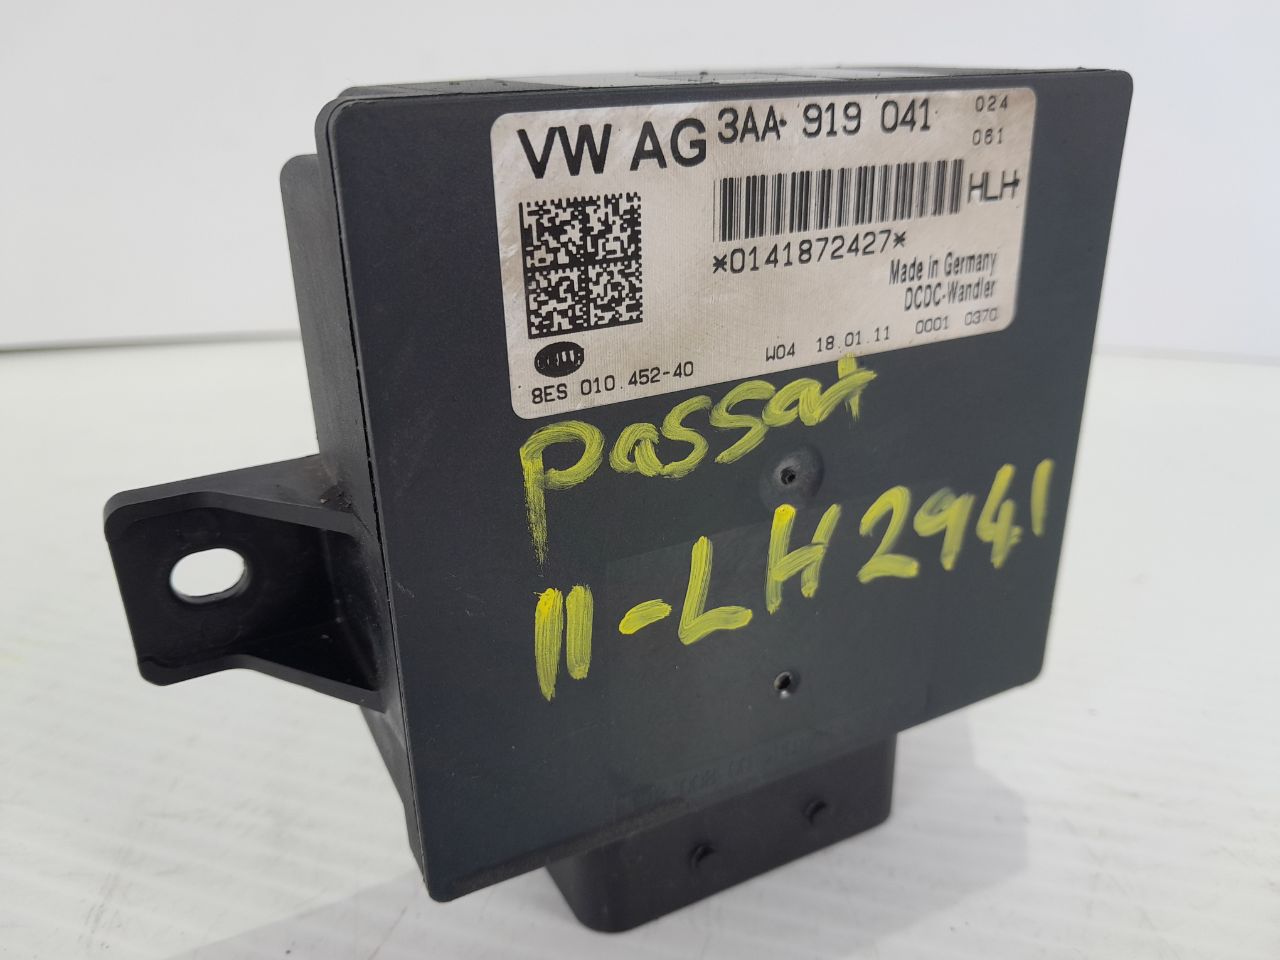 VW AG 3AA 919 041
024
061
HLH
*0141872427*
Made in Germany
DCDC-Wandler
HELLA
W04 18.01.11 0001 0370
8ES 010.452-40
passat
11-LH2941